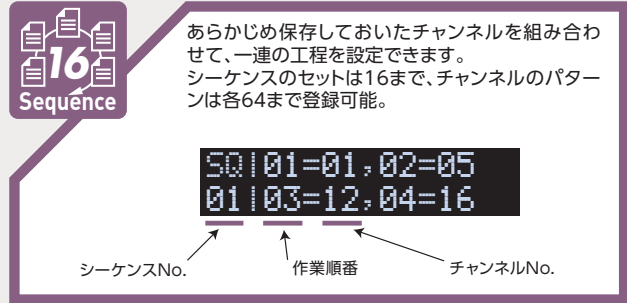 16
Sequence
あらかじめ保存しておいたチャンネルを組み合わ
せて、一連の工程を設定できます。
シーケンスのセットは16まで、チャンネルのパター
ンは各64まで登録可能。
SQ|01=01,02=05
01|03=12,04=16
シーケンスNo.
作業順番
チャンネルNo.